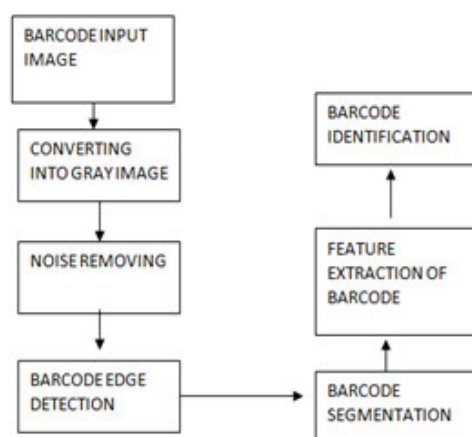 BARCODE INPUT
IMAGE
CONVERTING
INTO GRAY IMAGE
NOISE REMOVING
BARCODE EDGE
DETECTION
BARCODE
SEGMENTATION
FEATURE
EXTRACTION OF
BARCODE
BARCODE
IDENTIFICATION